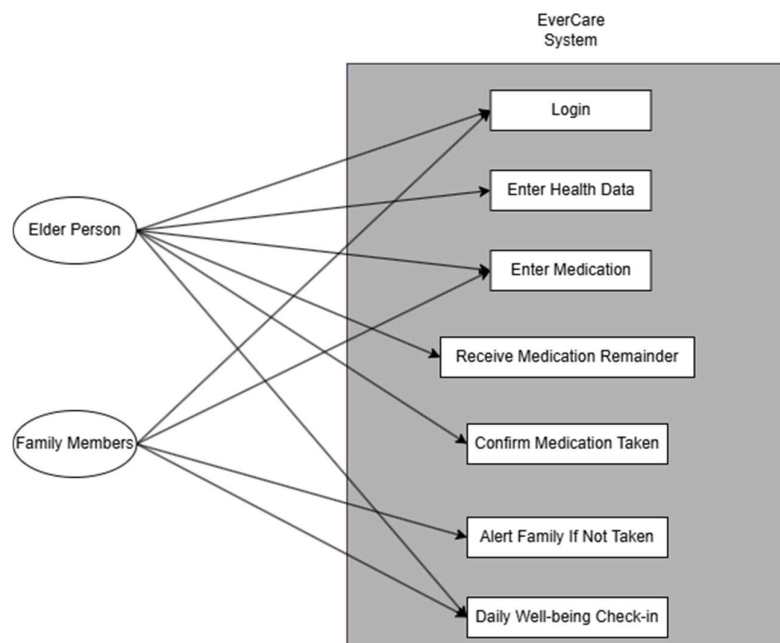 EverCare
System
Login
Elder Person
Enter Health Data
Enter Medication
Receive Medication Remainder
Family Members
Confirm Medication Taken
Alert Family If Not Taken
Daily Well-being Check-in